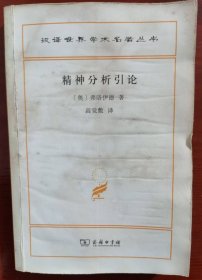 汉译世界学术名著丛书
精神分析引论
〔奥〕弗洛伊德 著
高觉敷 译
商务印书馆